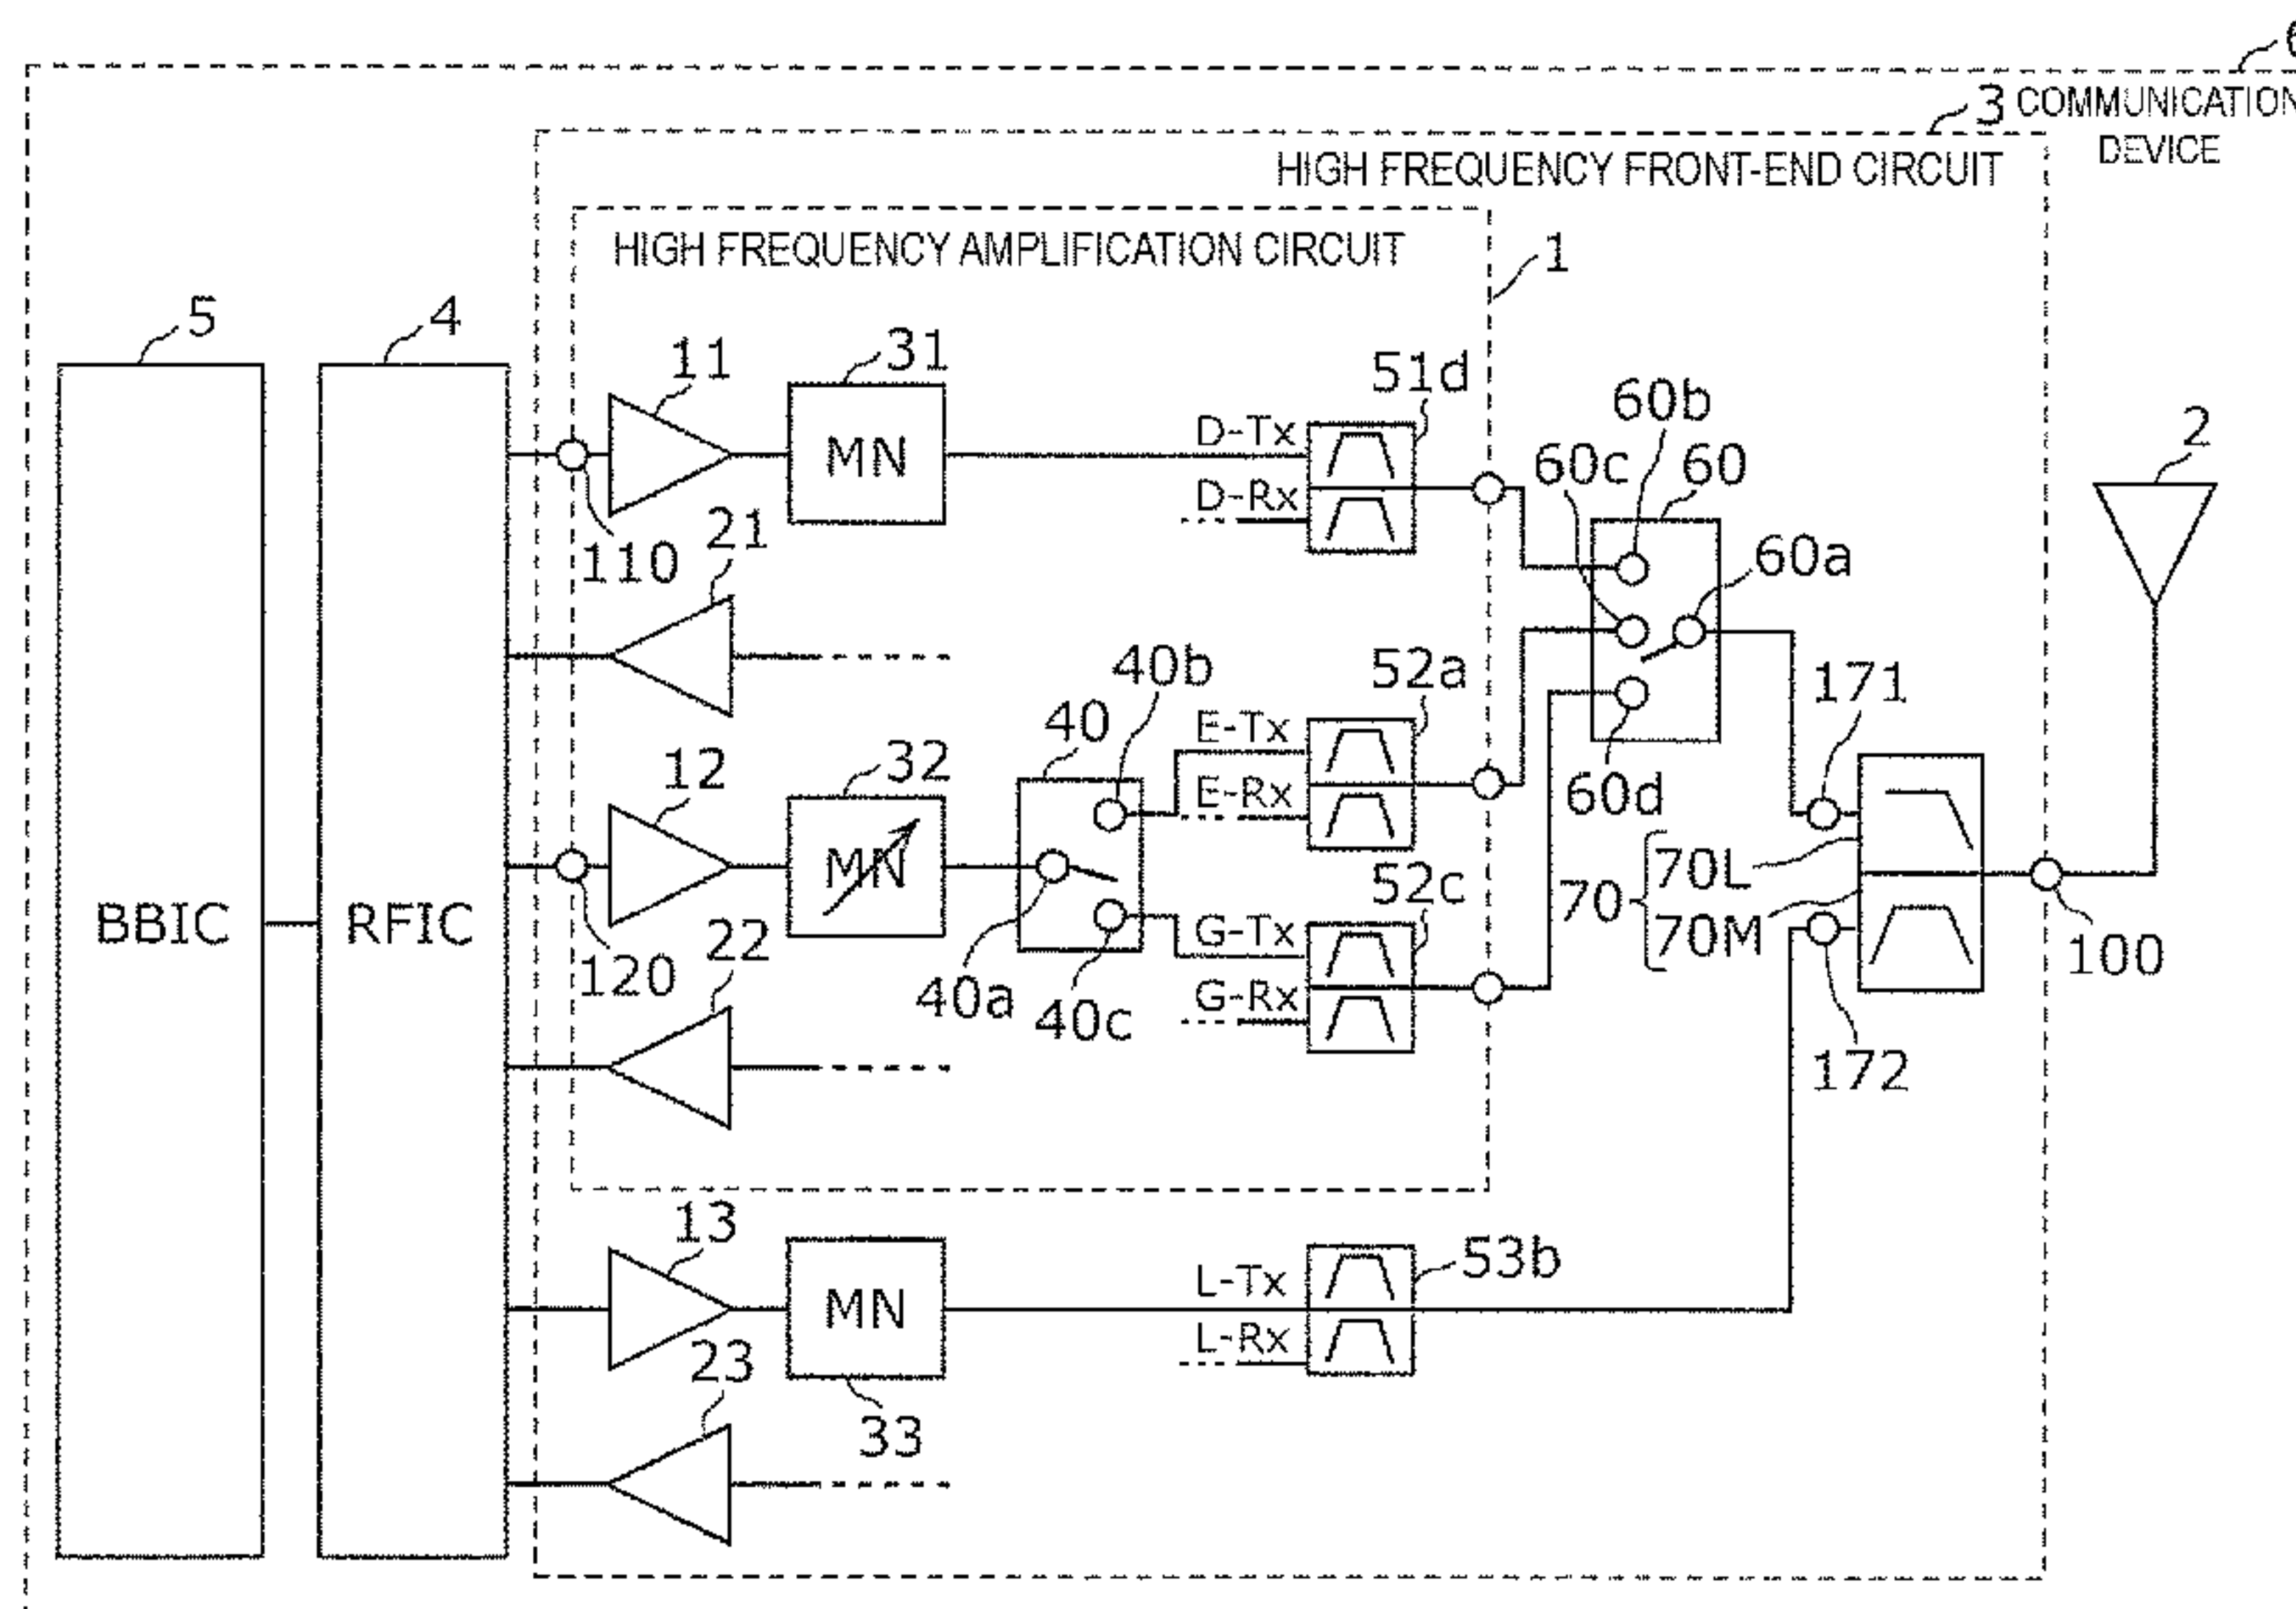 6
3 COMMUNICATION
DEVICE
HIGH FREQUENCY FRONT-END CIRCUIT
HIGH FREQUENCY AMPLIFICATION CIRCUIT
1
5
4
11
31
51d
60b
2
MN
D-Tx
60c
60
D-Rx
110
21
60a
40b
52a
171
12
32
40
E-Tx
E-Rx
60d
MN
70L
70
52c
BBIC
RFIC
70M
120
22
40a
40c
G-Tx
G-Rx
100
172
13
MN
L-Tx
53b
L-Rx
23
33